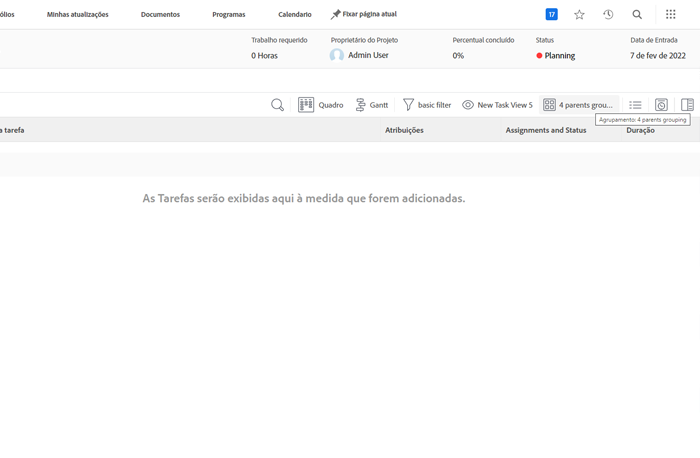 ólios Minhas atualizações Documentos Programas Calendario Fixar página atual 17
Trabalho requerido Proprietário do Projeto Percentual concluído Status Data de Entrada
0 Horas Admin User 0% Planning 7 de fev de 2022
Quadro Gantt basic filter New Task View 5 4 parents grou...
Agrupamento: 4 parents grouping
a tarefa Atribuições Assignments and Status Duração
As Tarefas serão exibidas aqui à medida que forem adicionadas.